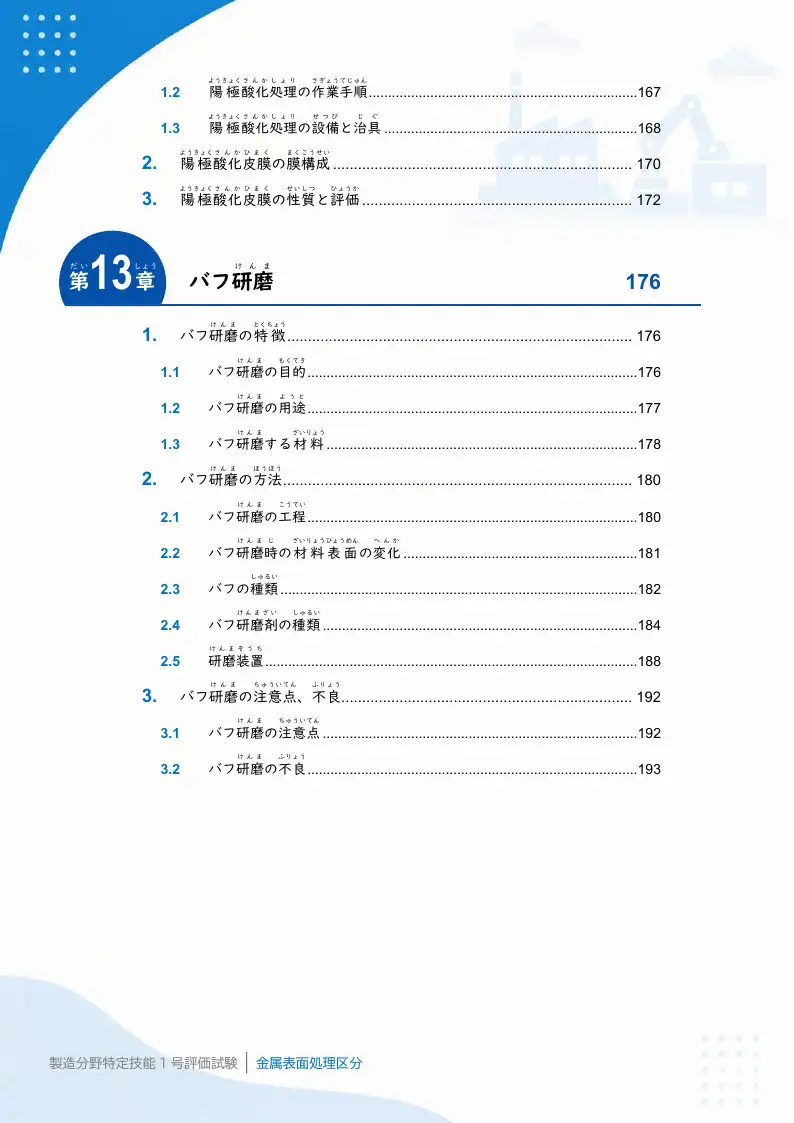 1.2 陽極酸化処理の作業手順 167
1.3 陽極酸化処理の設備と治具 168
2. 陽極酸化皮膜の膜構成 170
3. 陽極酸化皮膜の性質と評価 172
第13章 バフ研磨 176
1. バフ研磨の特徴 176
1.1 バフ研磨の目的 176
1.2 バフ研磨の用途 177
1.3 バフ研磨する材料 178
2. バフ研磨の方法 180
2.1 バフ研磨の工程 180
2.2 バフ研磨時の材料表面の変化 181
2.3 バフの種類 182
2.4 バフ研磨剤の種類 184
2.5 研磨装置 188
3. バフ研磨の注意点、不良 192
3.1 バフ研磨の注意点 192
3.2 バフ研磨の不良 193
製造分野特定技能1号評価試験 | 金属表面処理区分